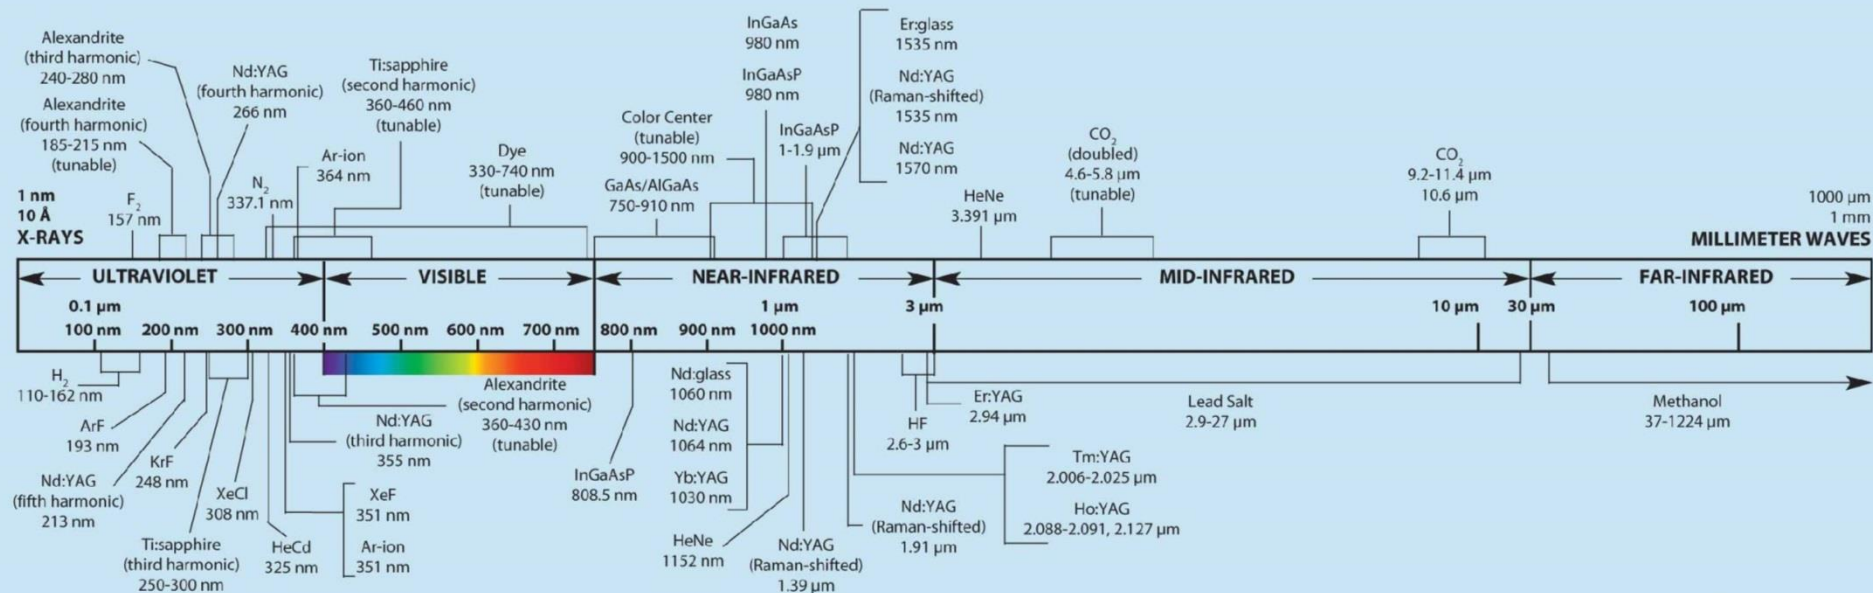 Alexandrite
(third harmonic)
240-280 nm
Alexandrite
(fourth harmonic)
185-215 nm
(tunable)
Nd:YAG
(fourth harmonic)
266 nm
Ti:sapphire
(second harmonic)
360-460 nm
(tunable)
Ar-ion
364 nm
N2
337.1 nm
F2
157 nm
Dye
330-740 nm
(tunable)
Color Center
(tunable)
900-1500 nm
GaAs/AlGaAs
750-910 nm
InGaAs
980 nm
InGaAsP
980 nm
InGaAsP
1-1.9 µm
Er:glass
1535 nm
Nd:YAG
(Raman-shifted)
1535 nm
Nd:YAG
1570 nm
HeNe
3.391 µm
CO2
(doubled)
4.6-5.8 µm
(tunable)
CO2
9.2-11.4 µm
10.6 µm
1 nm
10 Å
X-RAYS
1000 µm
1 mm
MILLIMETER WAVES
ULTRAVIOLET VISIBLE NEAR-INFRARED MID-INFRARED FAR-INFRARED
0.1 µm 1 µm 3 µm 10 µm 30 µm 100 µm
100 nm 200 nm 300 nm 400 nm 500 nm 600 nm 700 nm 800 nm 900 nm 1000 nm
H2
110-162 nm
ArF
193 nm
Nd:YAG
(fifth harmonic)
213 nm
KrF
248 nm
XeCl
308 nm
Ti:sapphire
(third harmonic)
250-300 nm
HeCd
325 nm
XeF
351 nm
Ar-ion
351 nm
Nd:YAG
(third harmonic)
355 nm
Alexandrite
(second harmonic)
360-430 nm
(tunable)
InGaAsP
808.5 nm
Nd:glass
1060 nm
Nd:YAG
1064 nm
Yb:YAG
1030 nm
HeNe
1152 nm
Nd:YAG
(Raman-shifted)
1.39 µm
Nd:YAG
(Raman-shifted)
1.91 µm
HF
2.6-3 µm
Er:YAG
2.94 µm
Tm:YAG
2.006-2.025 µm
Ho:YAG
2.088-2.091, 2.127 µm
Lead Salt
2.9-27 µm
Methanol
37-1224 µm